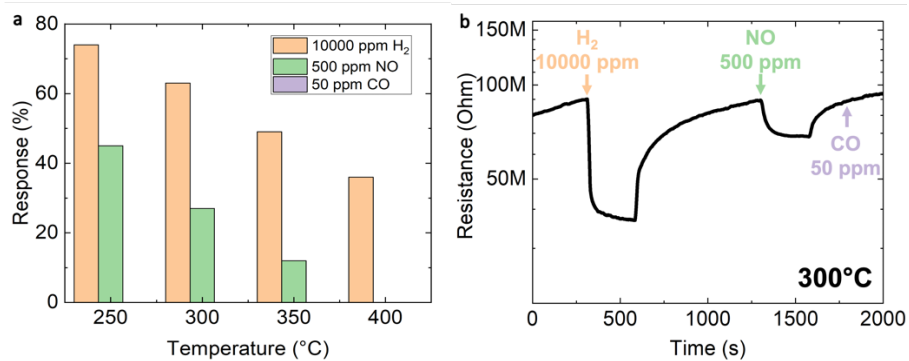 a
80
60
40
20
0
Response (%)
10000 ppm H₂
500 ppm NO
50 ppm CO
250 300 350 400
Temperature (°C)
b
150M
100M
50M
Resistance (Ohm)
H₂
10000 ppm
NO
500 ppm
CO
50 ppm
300°C
0 500 1000 1500 2000
Time (s)